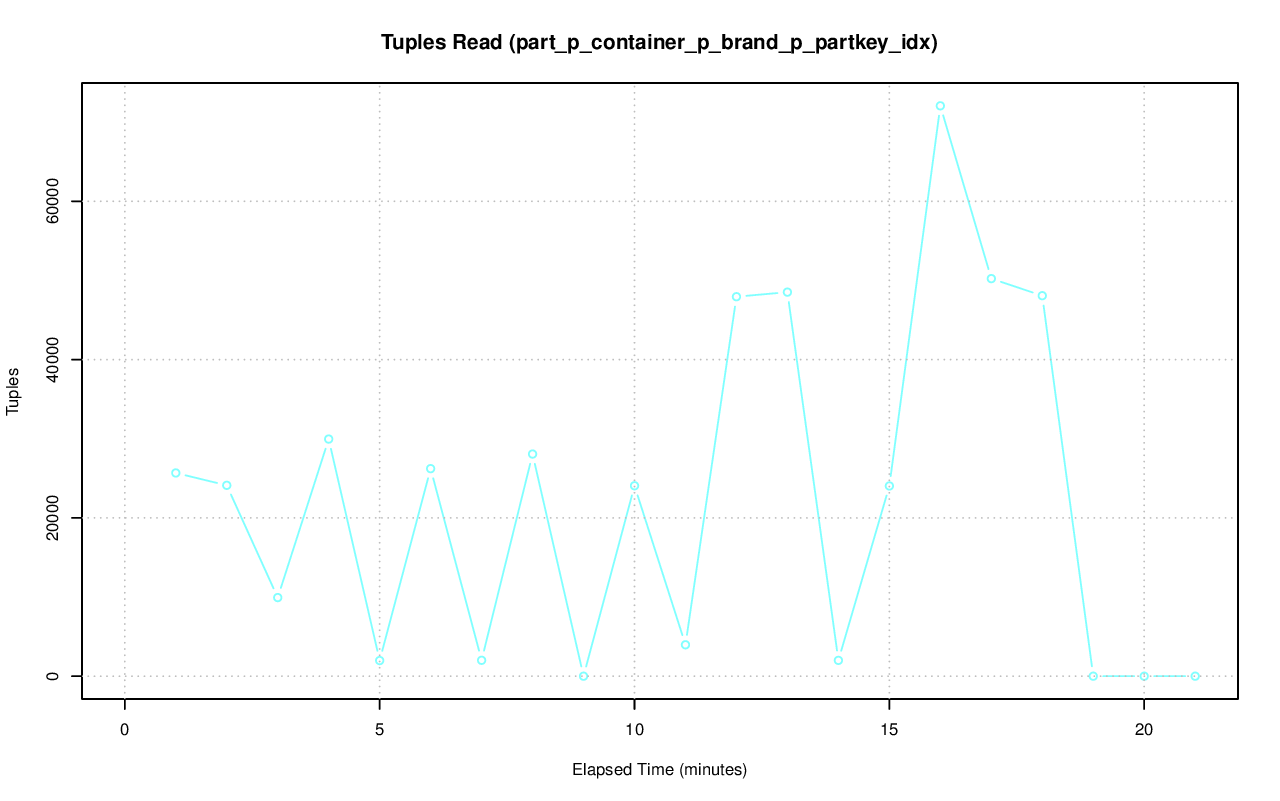 Tuples Read (part_p_container_p_brand_p_partkey_idx)
Tuples
60000
40000
20000
0
0 5 10 15 20
Elapsed Time (minutes)